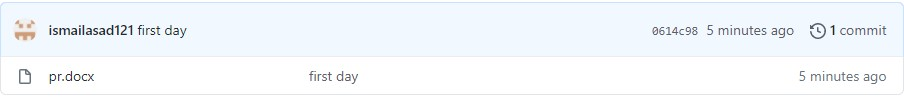 ismailasad121 first day 0614c98 5 minutes ago 1 commit
pr.docx first day 5 minutes ago